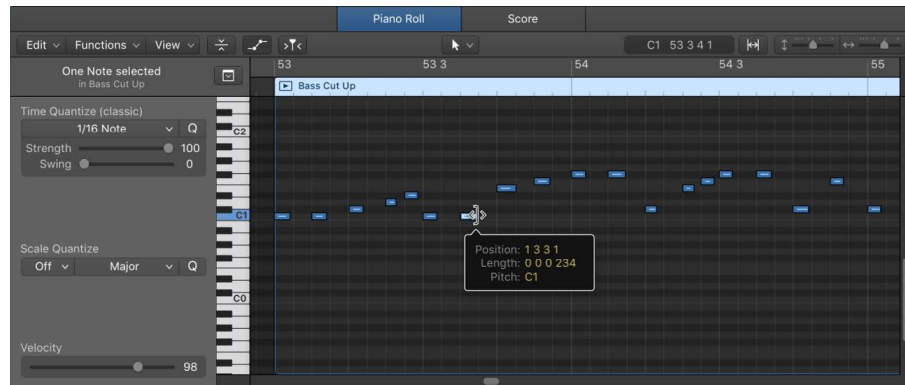 Piano Roll Score
Edit Functions View C1 53 3 4 1
One Note selected
in Bass Cut Up
53 53 3 54 54 3 55
Bass Cut Up
Time Quantize (classic)
1/16 Note Q
Strength 100
Swing 0
C2
C1
Position: 1 3 3 1
Length: 0 0 0 234
Pitch: C1
Scale Quantize
Off Major Q
C0
Velocity
98